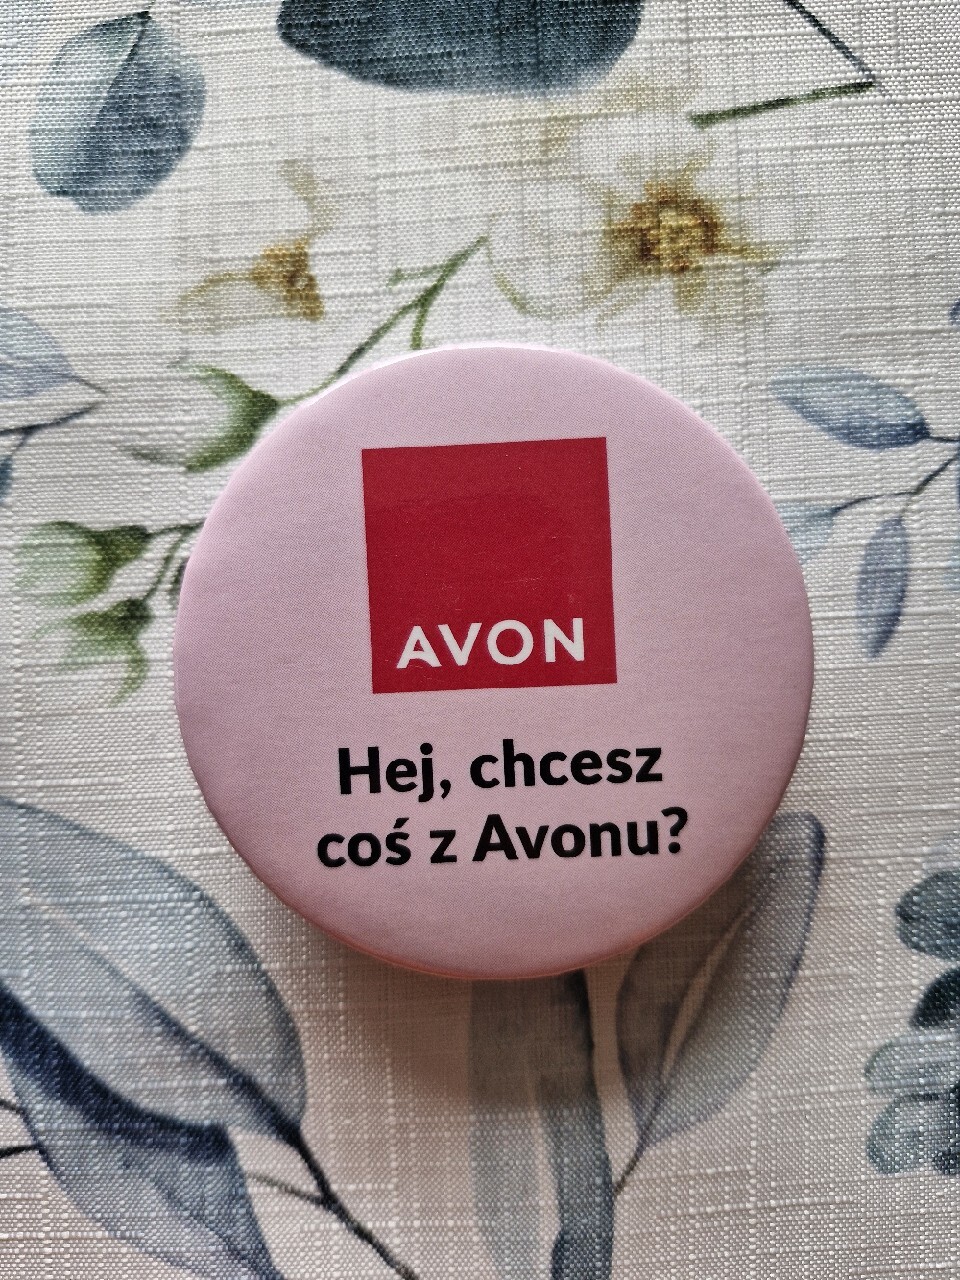 AVON
Hej, chcesz
coś z Avonu?